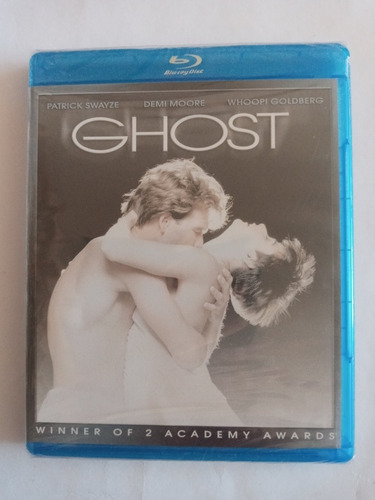 Blu-ray Disc
PATRICK SWAYZE DEMI MOORE WHOOPI GOLDBERG
GHOST
WINNER OF 2 ACADEMY AWARDS